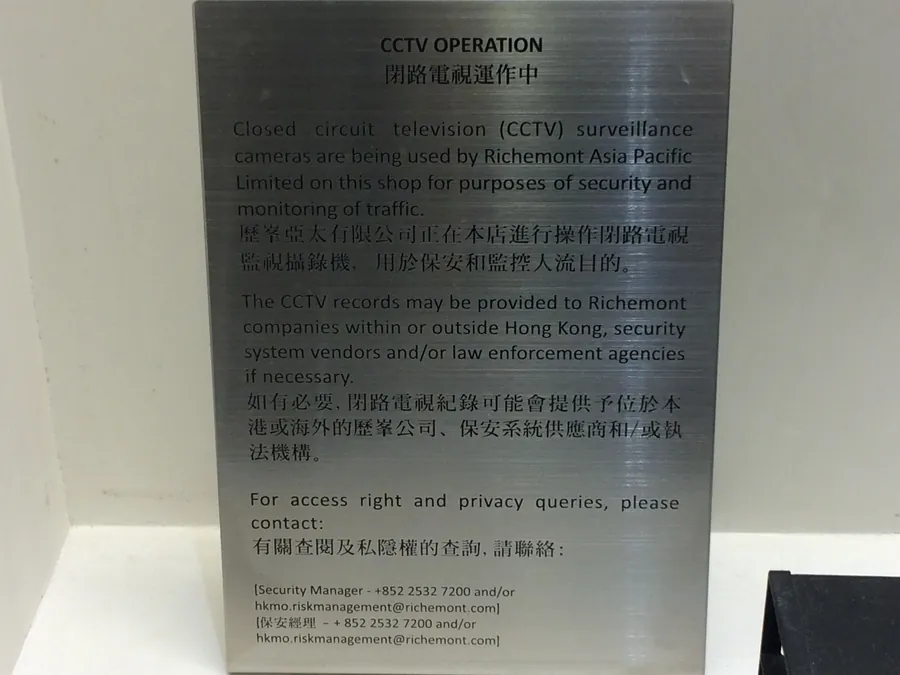 CCTV OPERATION
閉路電視運作中
Closed circuit television (CCTV) surveillance
cameras are being used by Richemont Asia Pacific
Limited on this shop for purposes of security and
monitoring of traffic.
歷峯亞太有限公司正在本店進行操作閉路電視
監視攝錄機, 用於保安和監控人流目的。
The CCTV records may be provided to Richemont
companies within or outside Hong Kong, security
system vendors and/or law enforcement agencies
if necessary.
如有必要, 閉路電視紀錄可能會提供予位於本
港或海外的歷峯公司、保安系統供應商和/或執
法機構。
For access right and privacy queries, please
contact:
有關查閱及私隱權的查詢, 請聯絡:
[Security Manager - +852 2532 7200 and/or
hkmo.riskmanagement@richemont.com]
[保安經理 - + 852 2532 7200 and/or
hkmo.riskmanagement@richemont.com]